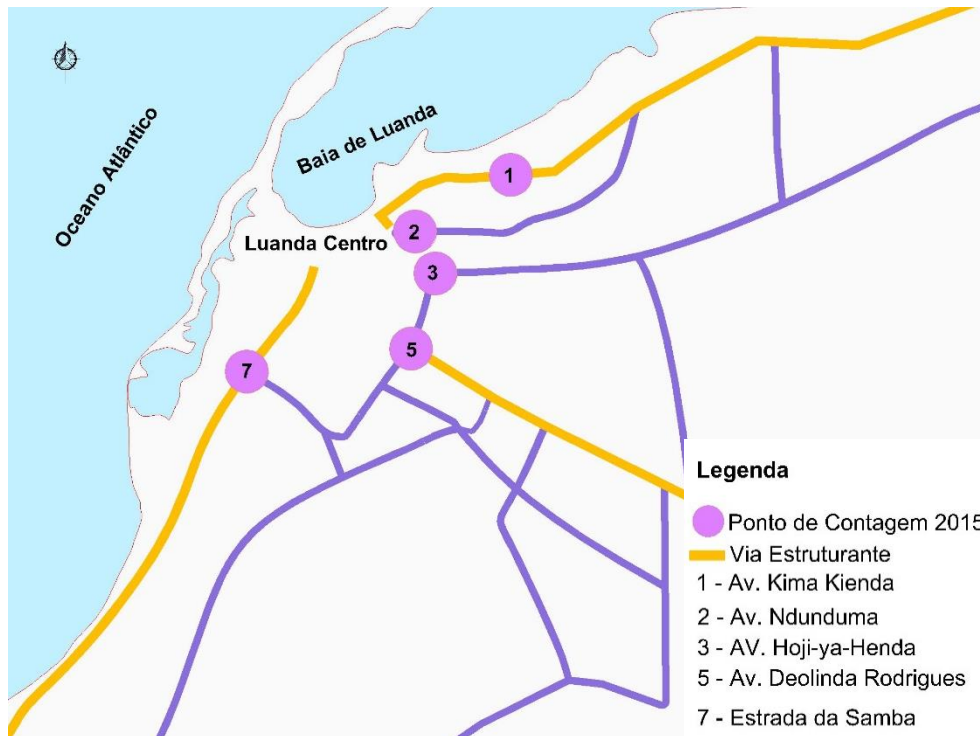 Oceano Atlântico
Baia de Luanda
1
2
Luanda Centro
3
5
7
Legenda
Ponto de Contagem 2015
Via Estruturante
1 - Av. Kima Kienda
2 - Av. Ndunduma
3 - AV. Hoji-ya-Henda
5 - Av. Deolinda Rodrigues
7 - Estrada da Samba